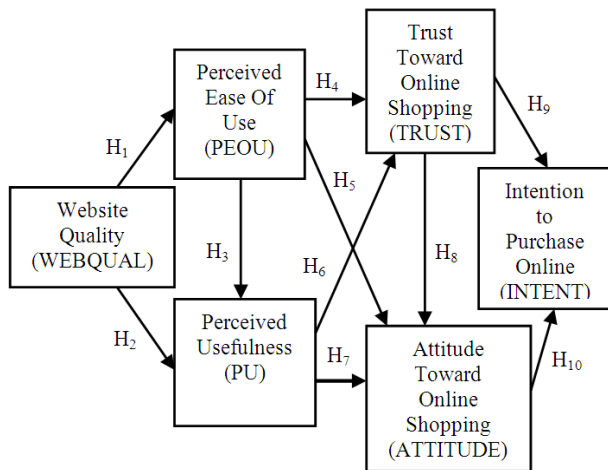 Trust
Toward
Online
Shopping
(TRUST)
Perceived
Ease Of
Use
(PEOU)
H4
H9
H1
H5
Intention
to
Purchase
Online
(INTENT)
Website
Quality
(WEBQUAL)
H3
H6
H8
H2
Perceived
Usefulness
(PU)
H7
Attitude
Toward
Online
Shopping
(ATTITUDE)
H10